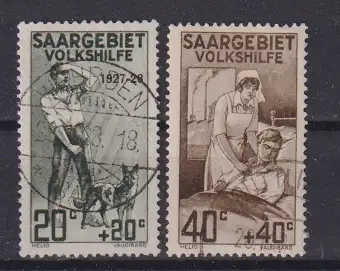 SAARGEBIET
VOLKSHILFE
1927-28
20c +20c
HELIO VAUGIRARD
SAARGEBIET
VOLKSHILFE
40c +40c
HELIO VAUGIRARD